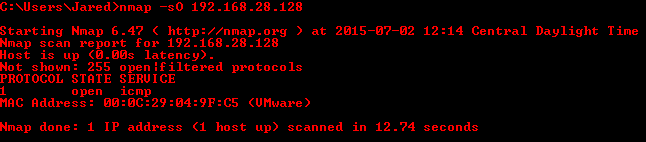 C:\Users\Jared>nmap -sO 192.168.28.128
Starting Nmap 6.47 ( http://nmap.org ) at 2015-07-02 12:14 Central Daylight Time
Nmap scan report for 192.168.28.128
Host is up (0.00s latency).
Not shown: 255 open|filtered protocols
PROTOCOL STATE SERVICE
1        open  icmp
MAC Address: 00:0C:29:04:9F:C5 (VMware)
Nmap done: 1 IP address (1 host up) scanned in 12.74 seconds